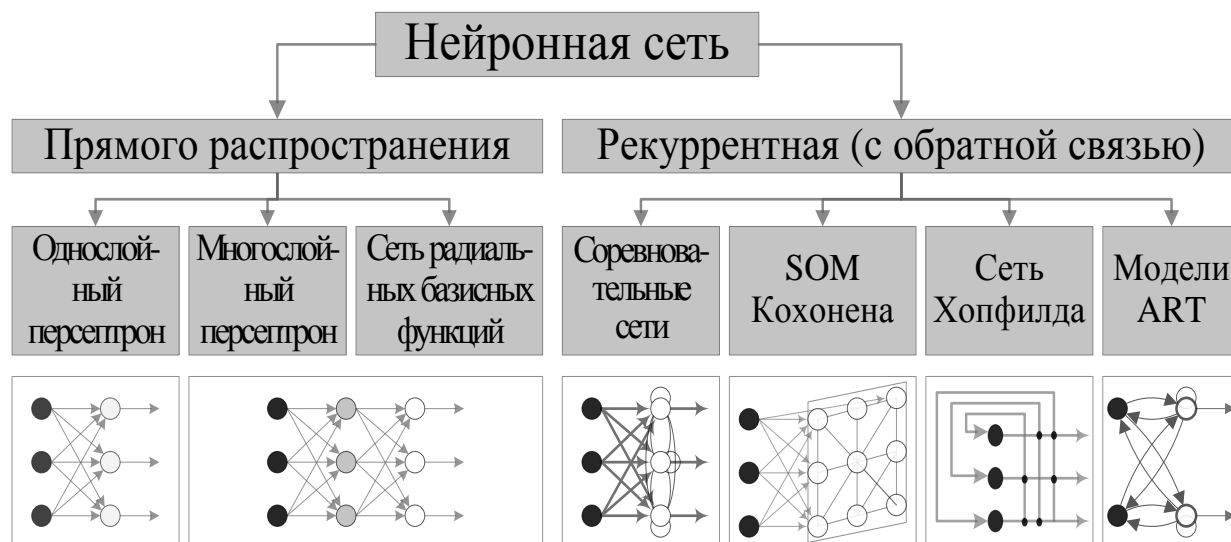 Нейронная сеть
Прямого распространения
Рекуррентная (с обратной связью)
Однослой-
ный
персептрон
Многослой-
ный
персептрон
Сеть радиаль-
ных базисных
функций
Соревнова-
тельные
сети
SOM
Кохонена
Сеть
Хопфилда
Модели
ART